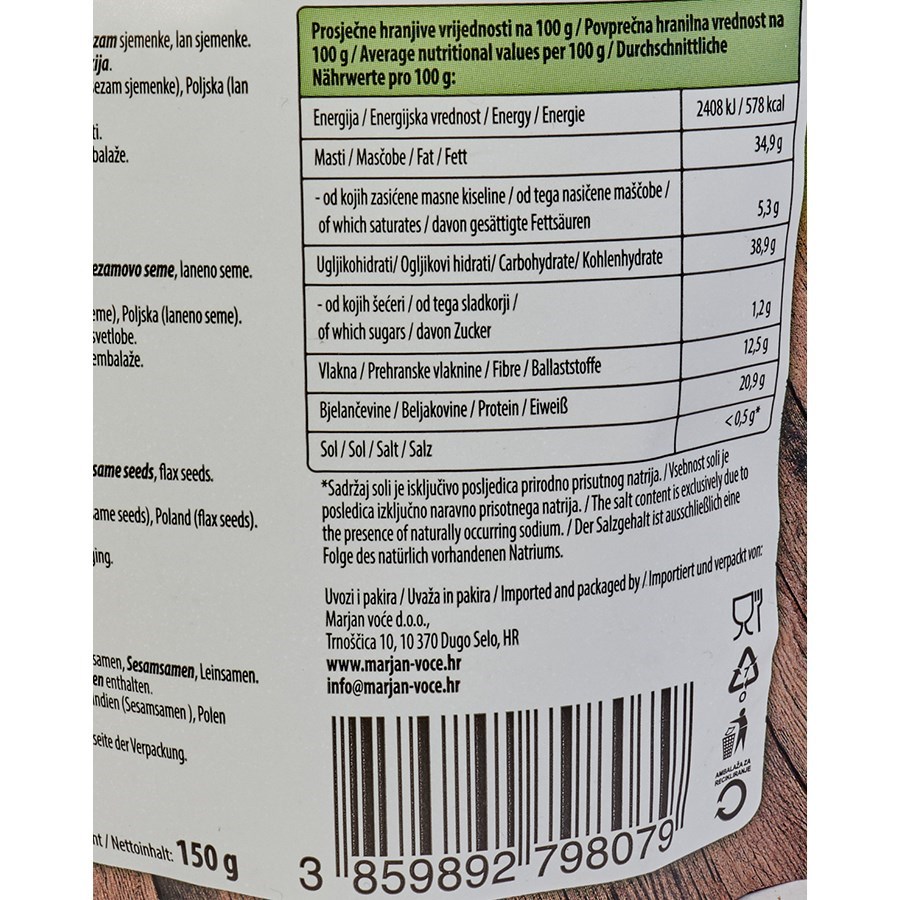 zam sjemenke, lan sjemenke.
ija.
ezam sjemenke), Poljska (lan
ti.
balaže.
ezamovo seme, laneno seme.
eme), Poljska (laneno seme).
svetlobe.
embalaže.
same seeds, flax seeds.
ame seeds), Poland (flax seeds).
ging.
samen, Sesamsamen, Leinsamen.
en enthalten.
Indien (Sesamsamen ), Polen
seite der Verpackung.
nt / Nettoinhalt: 150 g
Prosječne hranjive vrijednosti na 100 g / Povprečna hranilna vrednost na
100 g / Average nutritional values per 100 g / Durchschnittliche
Nährwerte pro 100 g:
Energija / Energijska vrednost / Energy / Energie 2408 kJ / 578 kcal
Masti / Masčobe / Fat / Fett 34,9 g
- od kojih zasićene masne kiseline / od tega nasičene maščobe /
of which saturates / davon gesättigte Fettsäuren 5,3 g
Ugljikohidrati/ Ogljikovi hidrati/ Carbohydrate/ Kohlenhydrate 38,9 g
- od kojih šećeri / od tega sladkorji /
of which sugars / davon Zucker 1,2 g
Vlakna / Prehranske vlaknine / Fibre / Ballaststoffe 12,5 g
Bjelančevine / Beljakovine / Protein / Eiweiß 20,9 g
Sol / Sol / Salt / Salz <0,5 g*
*Sadržaj soli je isključivo posljedica prirodno prisutnog natrija. / Vsebnost soli je
posledica izključno naravno prisotnega natrija. / The salt content is exclusively due to
the presence of naturally occurring sodium. / Der Salzgehalt ist ausschließlich eine
Folge des natürlich vorhandenen Natriums.
Uvozi i pakira / Uvaža in pakira / Imported and packaged by / Importiert und verpackt von:
Marjan voće d.o.o.,
Trnoščica 10, 10 370 Dugo Selo, HR
www.marjan-voce.hr
info@marjan-voce.hr
7
AMBALAŽA ZA
RECIKLIRANJE
3 859892 798079